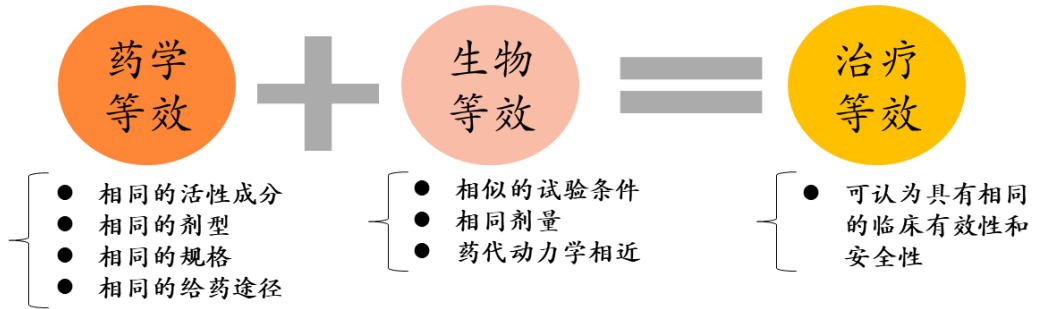 药学
等效
生物
等效
治疗
等效
● 相同的活性成分
● 相同的剂型
● 相同的规格
● 相同的给药途径
● 相似的试验条件
● 相同剂量
● 药代动力学相近
● 可认为具有相同
的临床有效性和
安全性